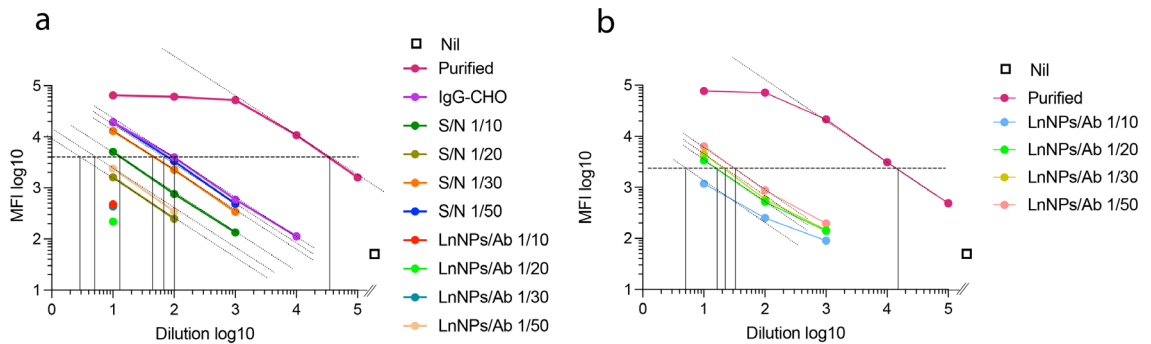 a
MFI log10
5
4
3
2
1
0 1 2 3 4 5
Dilution log10
Nil
Purified
IgG-CHO
S/N 1/10
S/N 1/20
S/N 1/30
S/N 1/50
LnNPs/Ab 1/10
LnNPs/Ab 1/20
LnNPs/Ab 1/30
LnNPs/Ab 1/50
b
MFI log10
5
4
3
2
1
0 1 2 3 4 5
Dilution log10
Nil
Purified
LnNPs/Ab 1/10
LnNPs/Ab 1/20
LnNPs/Ab 1/30
LnNPs/Ab 1/50